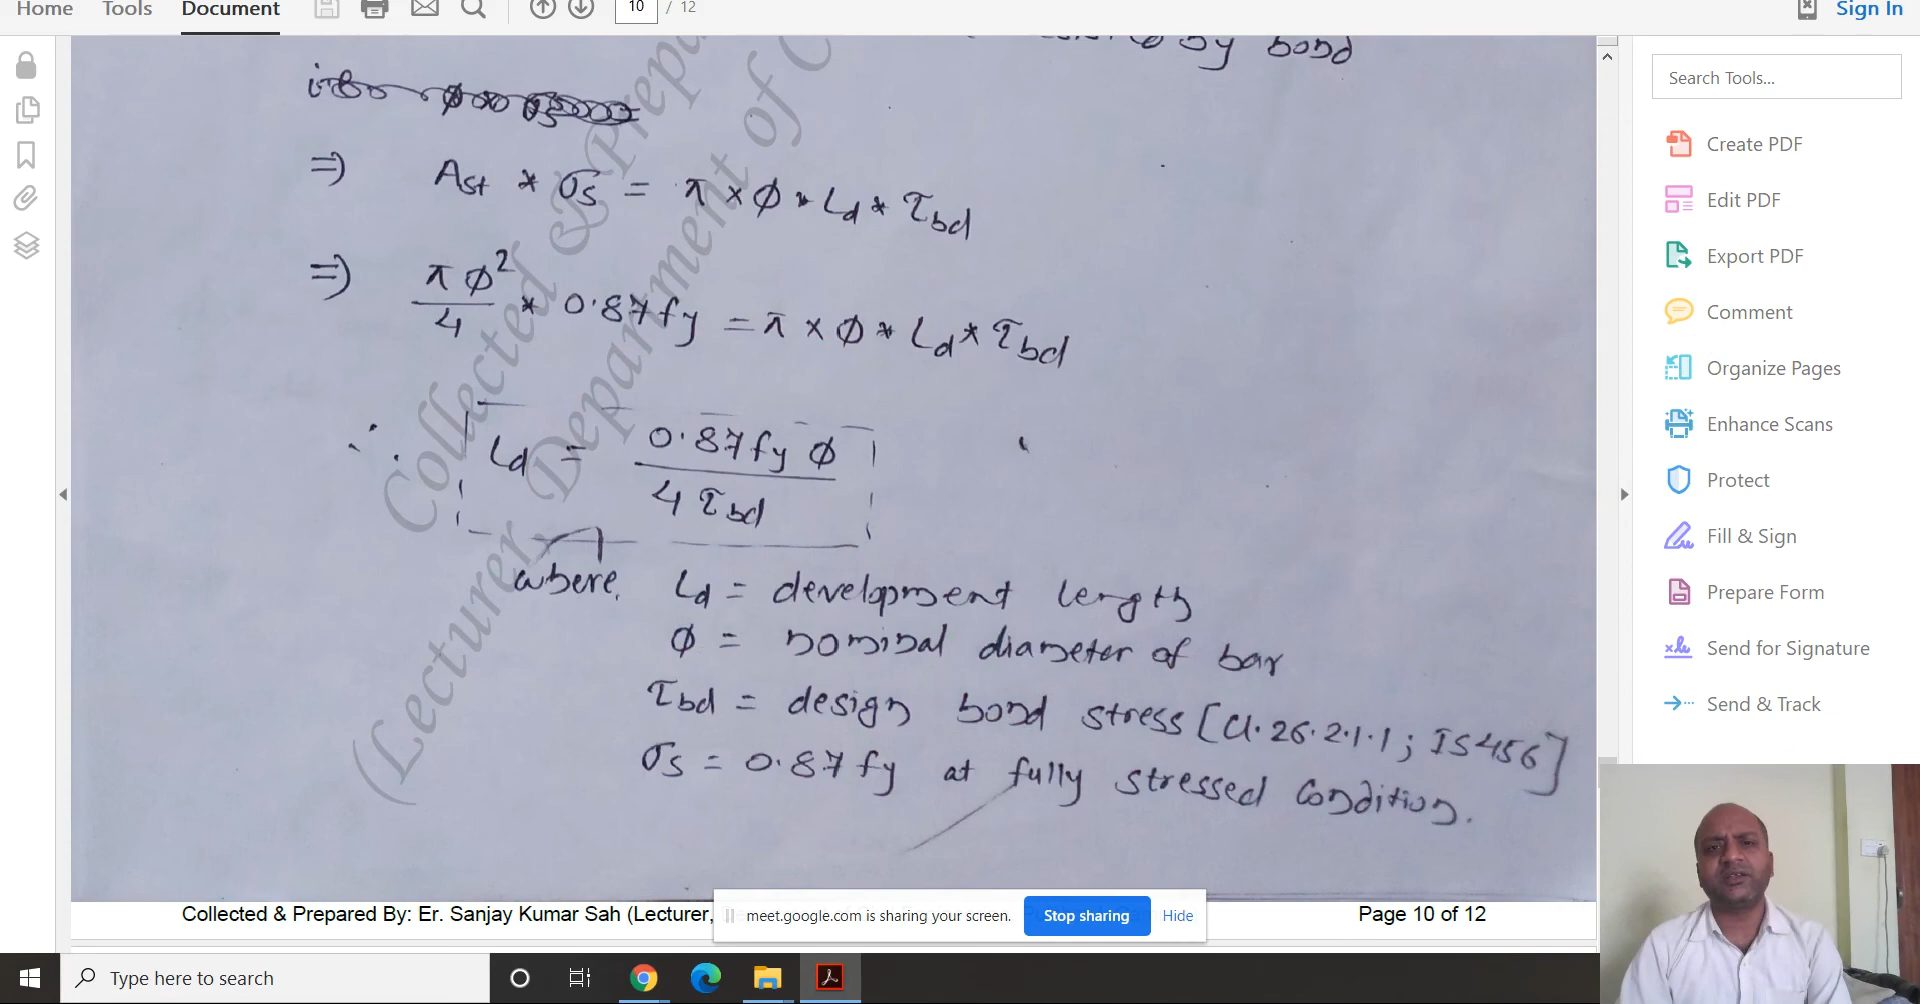 Home Tools Document 10 / 12 Sign In
by bond
⇒ Ast * σs = π × φ * Ld * τbd
⇒ πφ²/4 * 0.87fy = π × φ * Ld * τbd
∴ Ld = 0.87fy φ / 4 τbd
where, Ld = development length
φ = nominal diameter of bar
τbd = design bond stress [Cl. 26.2.1.1; IS456]
σs = 0.87 fy at fully stressed condition.
Collected & Prepa
Department of C
(Lecturer,
Collected & Prepared By: Er. Sanjay Kumar Sah (Lecturer,
Page 10 of 12
meet.google.com is sharing your screen. Stop sharing Hide
Search Tools...
Create PDF
Edit PDF
Export PDF
Comment
Organize Pages
Enhance Scans
Protect
Fill & Sign
Prepare Form
Send for Signature
Send & Track
Type here to search